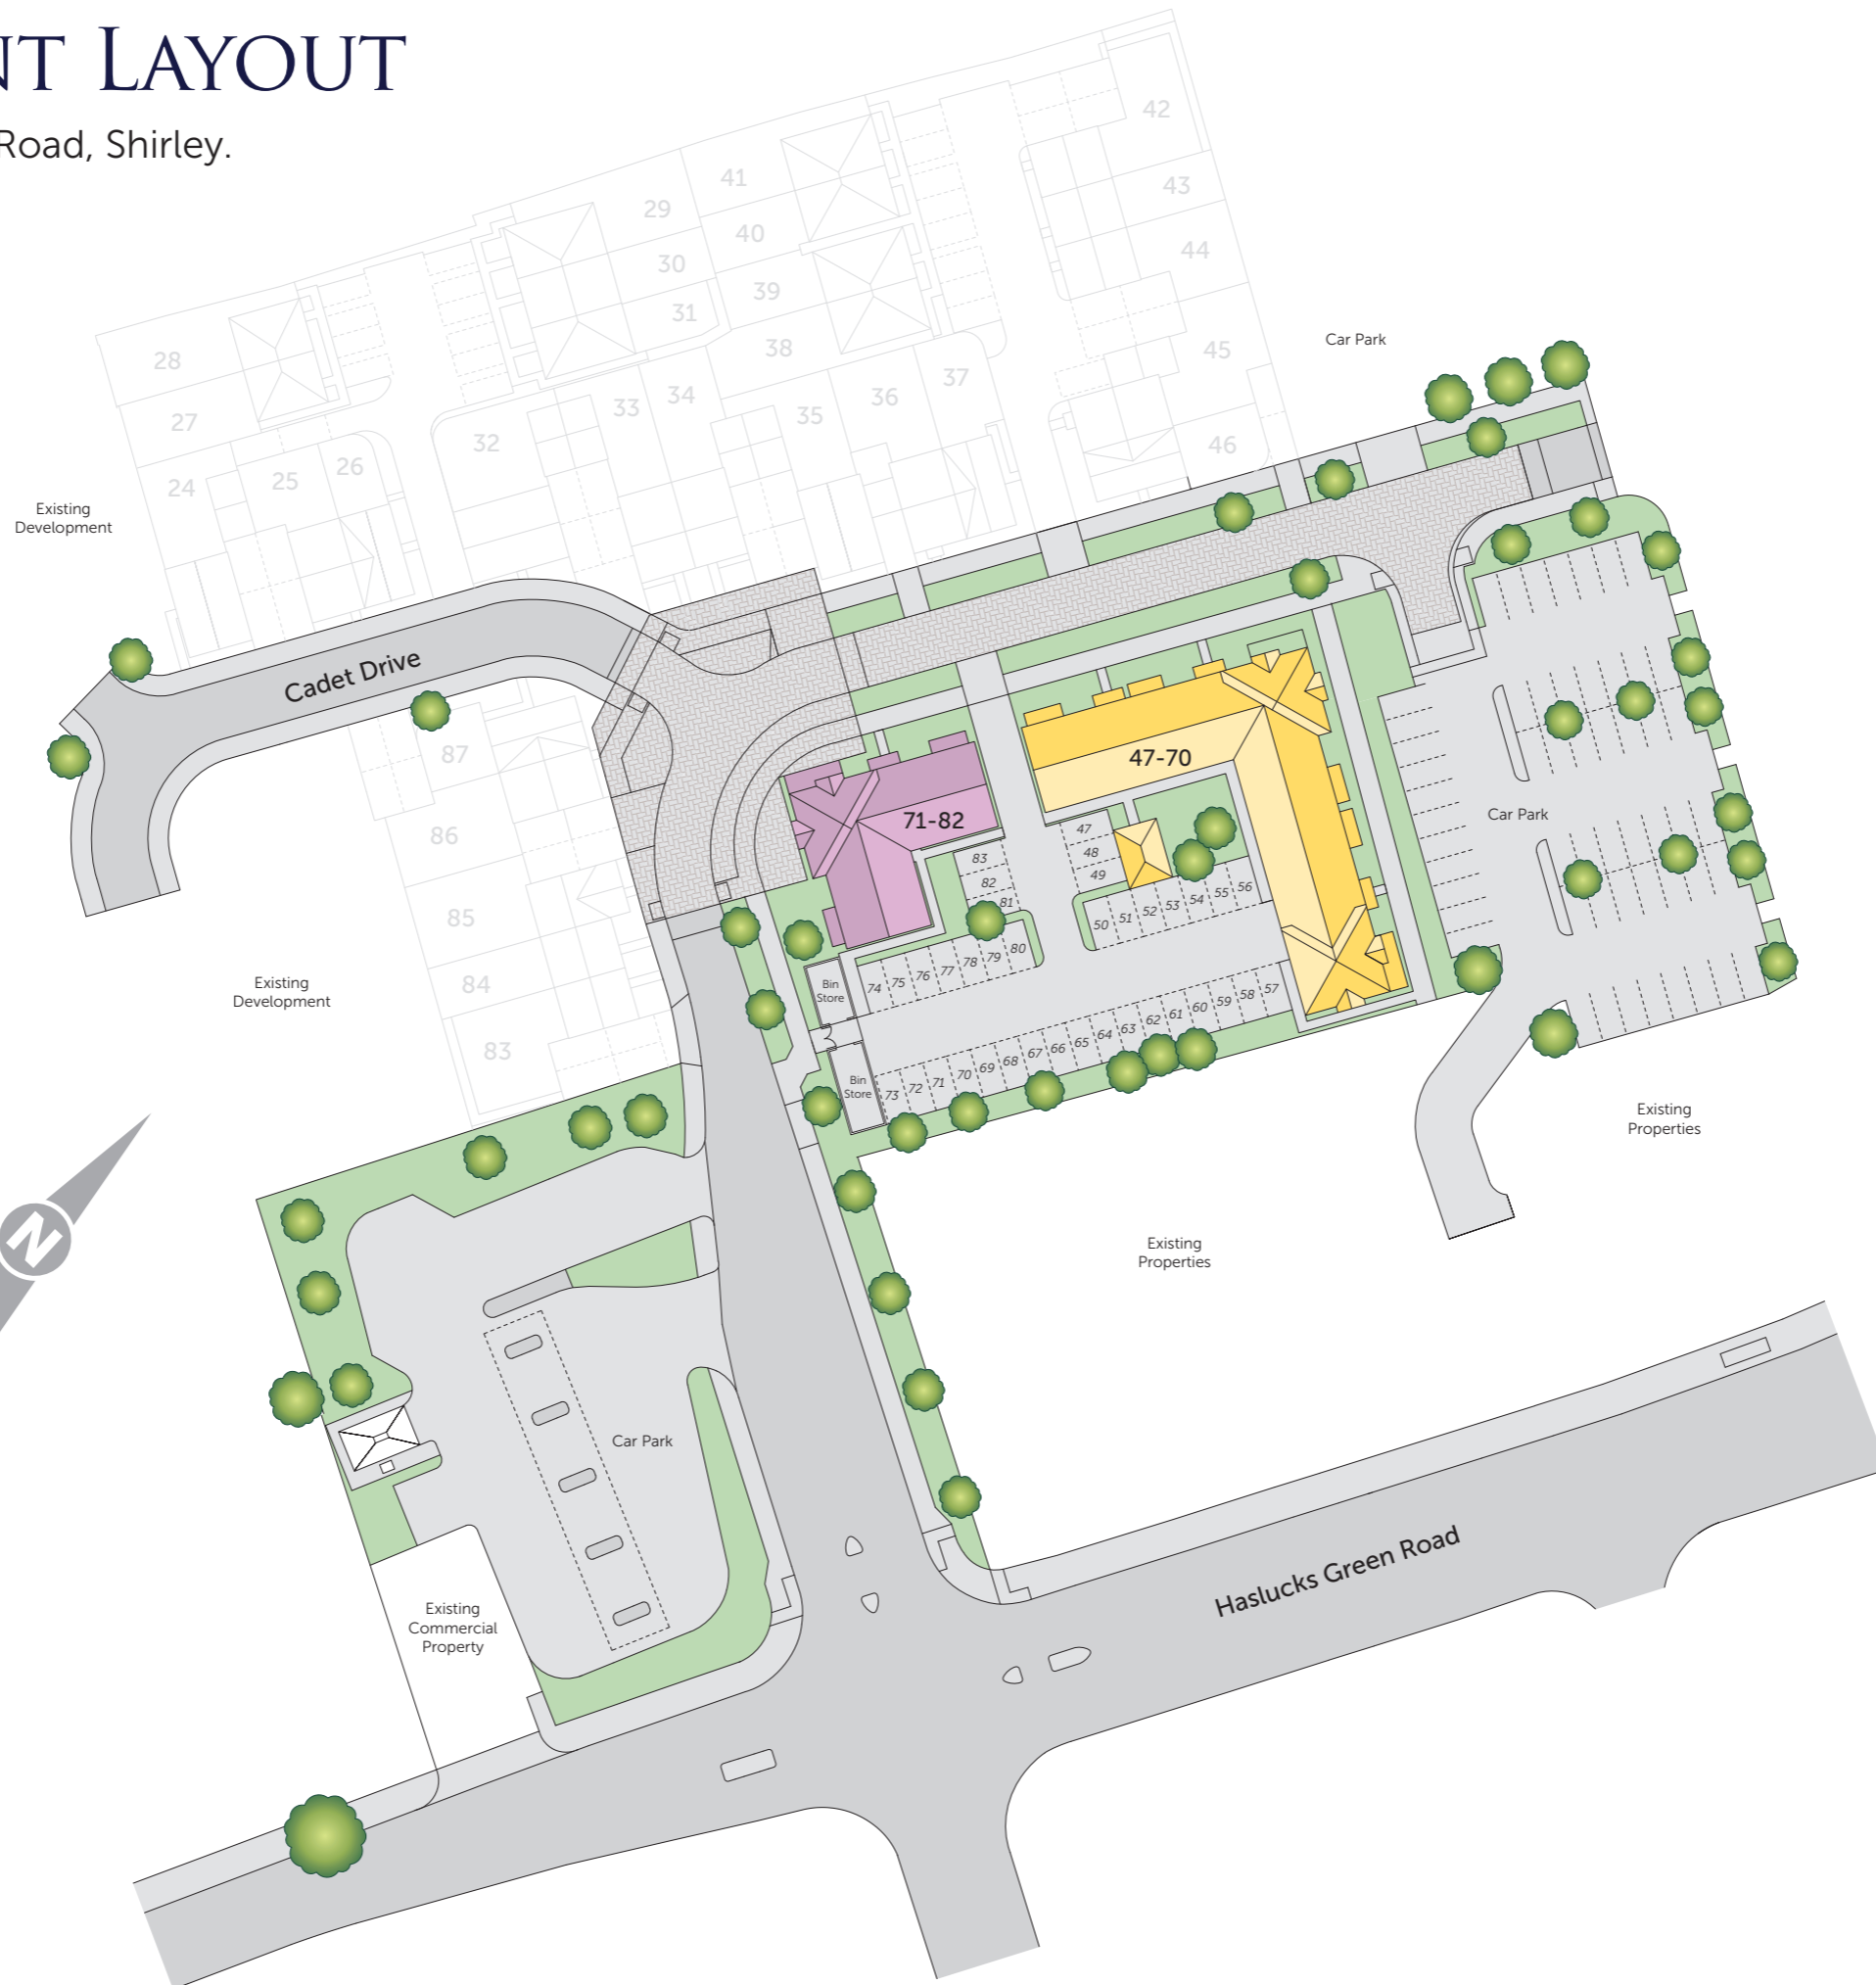 NT LAYOUT
Road, Shirley.
42
41
43
29
40
44
30
39
31
45
38
28
37
34
36
33
35
27
32
46
26
25
24
Car Park
Existing
Development
Cadet Drive
87
86
85
84
83
Existing
Development
47-70
71-82
Car Park
47
48
49
50
51
52
53
54
55
56
83
82
81
80
79
78
77
76
75
74
Bin
Store
57
58
59
60
61
62
63
64
65
66
67
68
69
70
71
72
73
Bin
Store
Existing
Properties
Existing
Properties
N
Car Park
Haslucks Green Road
Existing
Commercial
Property